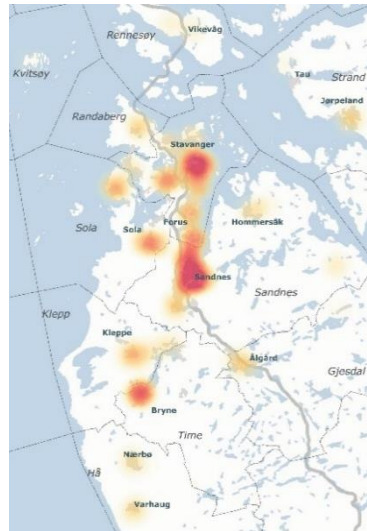 Vikevåg
Rennesøy
Kvitsøy
Tau
Strand
Jørpeland
Randaberg
Stavanger
Forus
Hommersåk
Sola
Sola
Sandnes
Sandnes
Klepp
Kleppe
Ålgård
Gjesdal
Bryne
Time
Nærbø
Hå
Varhaug